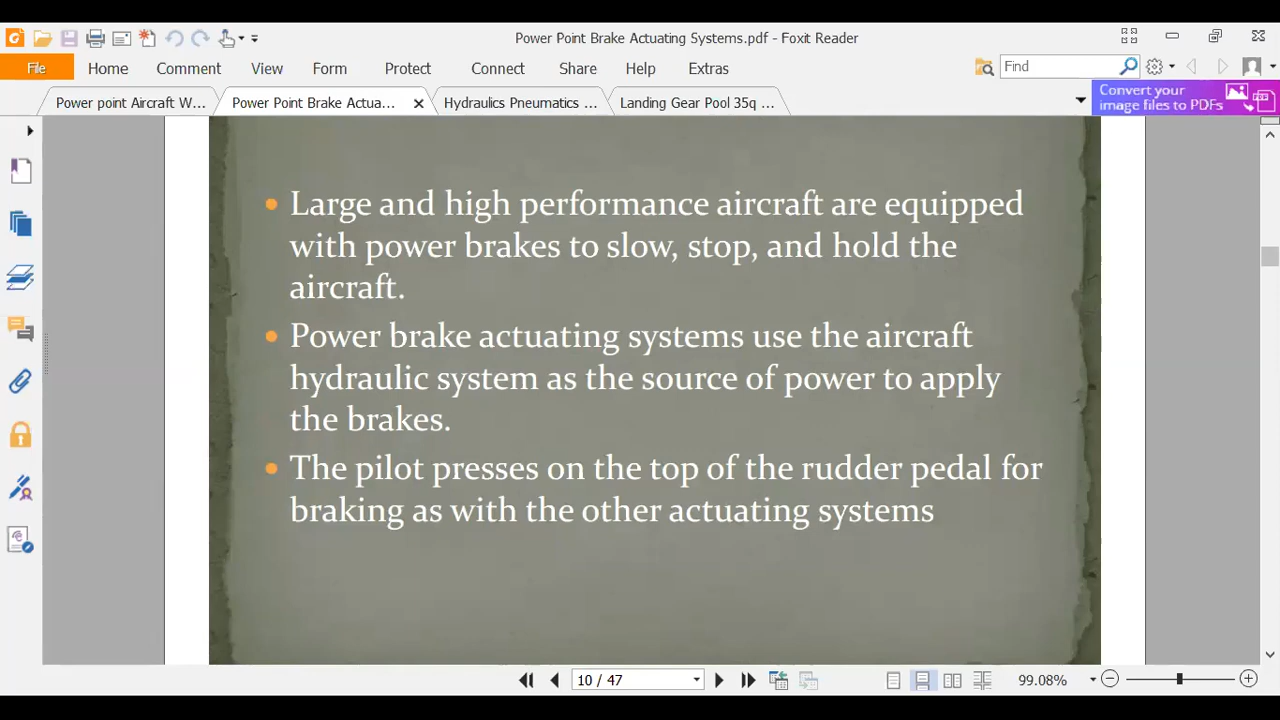 Power Point Brake Actuating Systems.pdf - Foxit Reader
File Home Comment View Form Protect Connect Share Help Extras Find
Power point Aircraft W... Power Point Brake Actua... Hydraulics Pneumatics ... Landing Gear Pool 35q ... Convert your
image files to PDFs
• Large and high performance aircraft are equipped
with power brakes to slow, stop, and hold the
aircraft.
• Power brake actuating systems use the aircraft
hydraulic system as the source of power to apply
the brakes.
• The pilot presses on the top of the rudder pedal for
braking as with the other actuating systems
10 / 47 99.08%